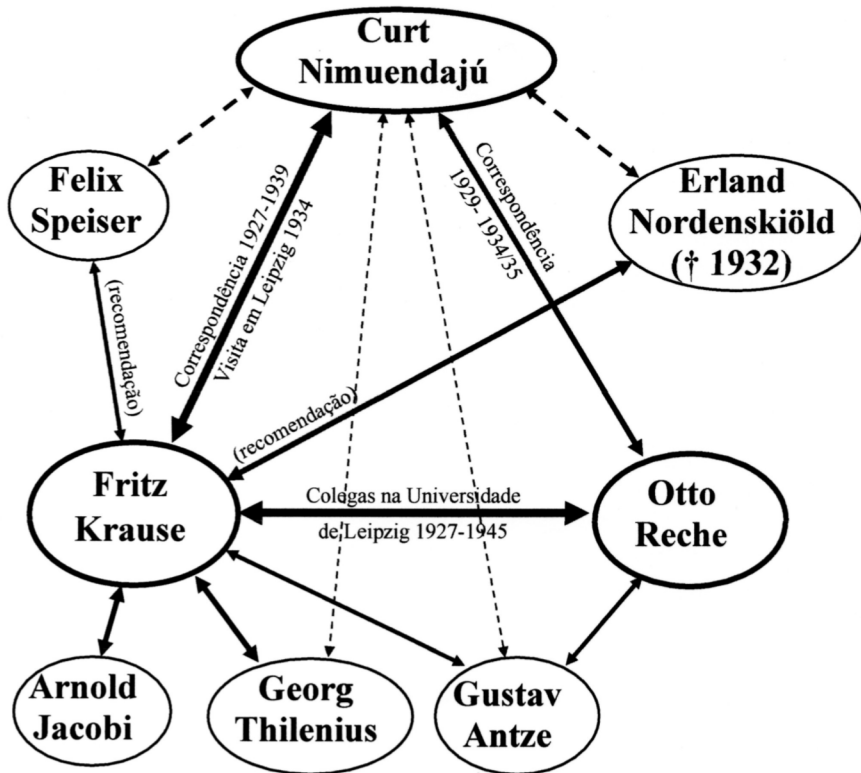 Curt
Nimuendajú
Felix
Speiser
Erland
Nordenskiöld
(† 1932)
Correspondência 1927-1939
Visita em Leipzig 1934
Correspondência
1929- 1934/35
(recomendação)
(recomendação)
Fritz
Krause
Colegas na Universidade
de Leipzig 1927-1945
Otto
Reche
Arnold
Jacobi
Georg
Thilenius
Gustav
Antze